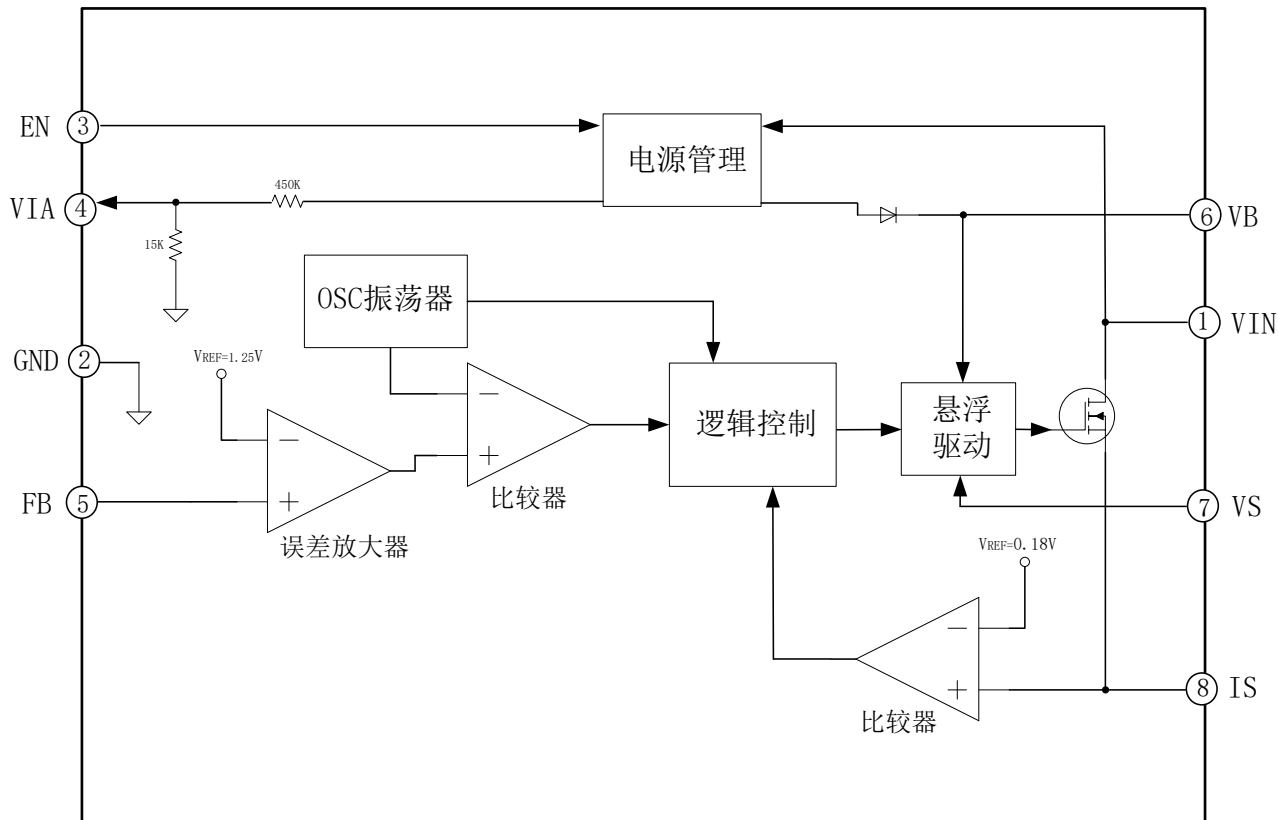 EN
3
电源管理
VIA
4
450K
15K
6
VB
OSC振荡器
1
VIN
GND
2
VREF=1.25V
−
+
误差放大器
−
+
比较器
逻辑控制
悬浮
驱动
FB
5
7
VS
VREF=0.18V
−
+
比较器
8
IS